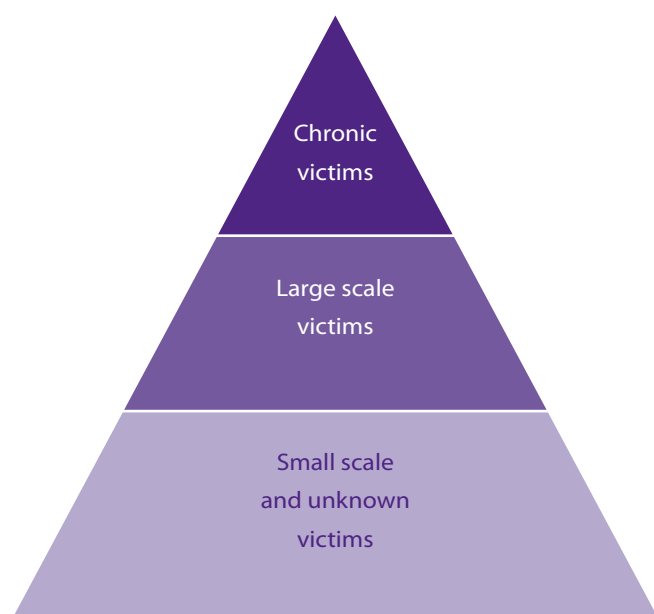 Chronic
victims
Large scale
victims
Small scale
and unknown
victims